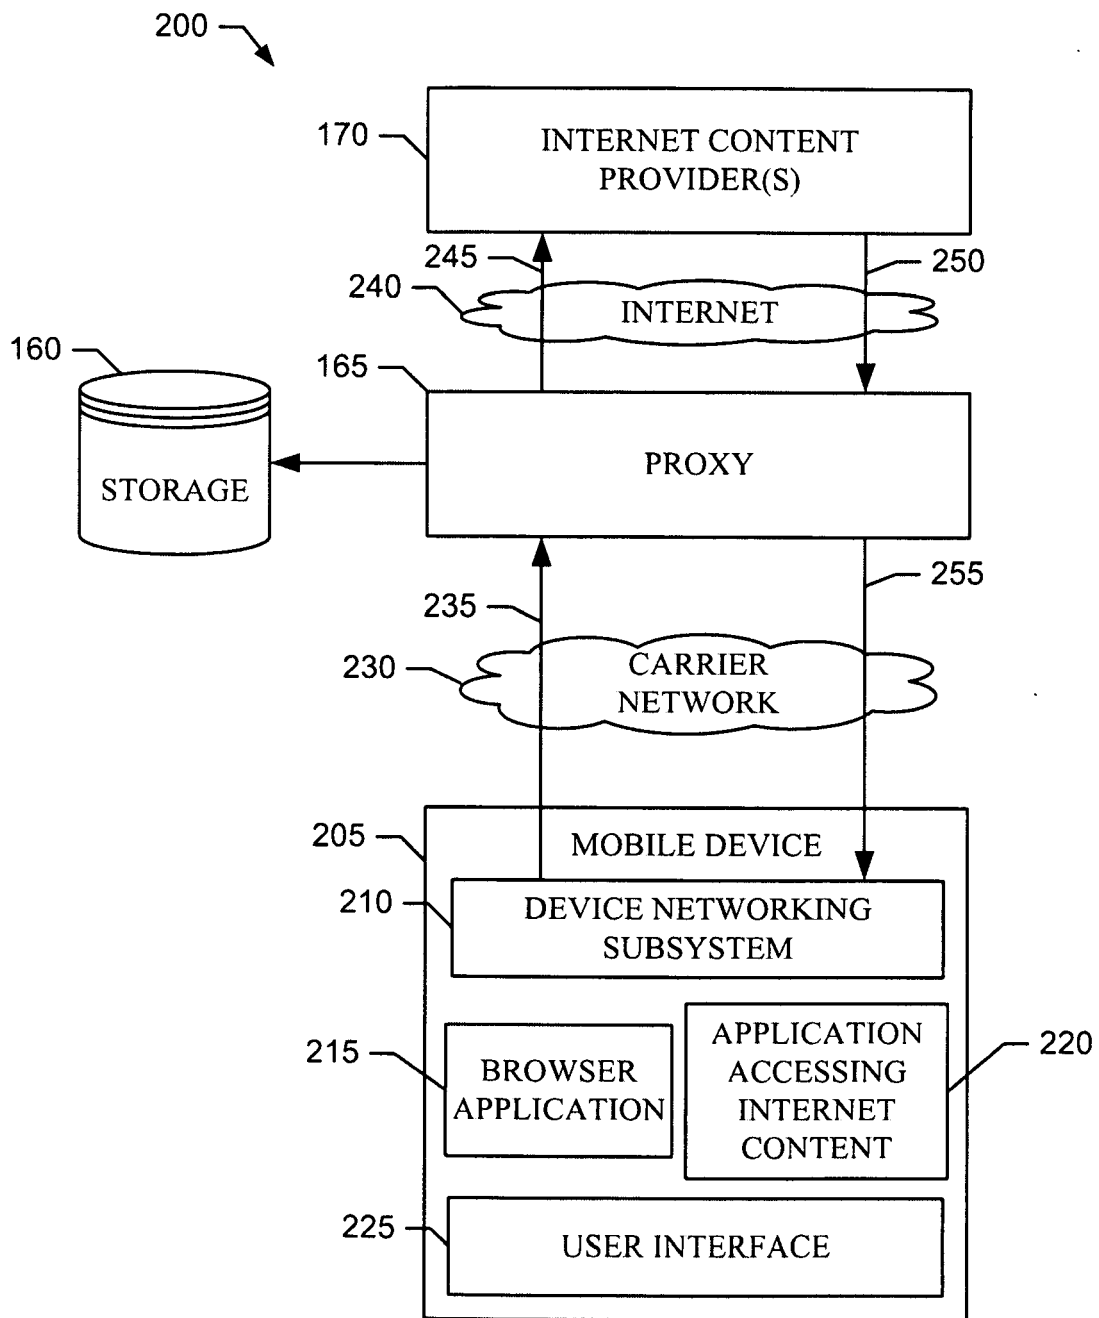 200
170
INTERNET CONTENT
PROVIDER(S)
245
250
240
INTERNET
160
165
STORAGE
PROXY
235
255
230
CARRIER
NETWORK
205
MOBILE DEVICE
210
DEVICE NETWORKING
SUBSYSTEM
215
BROWSER
APPLICATION
APPLICATION
ACCESSING
INTERNET
CONTENT
220
225
USER INTERFACE